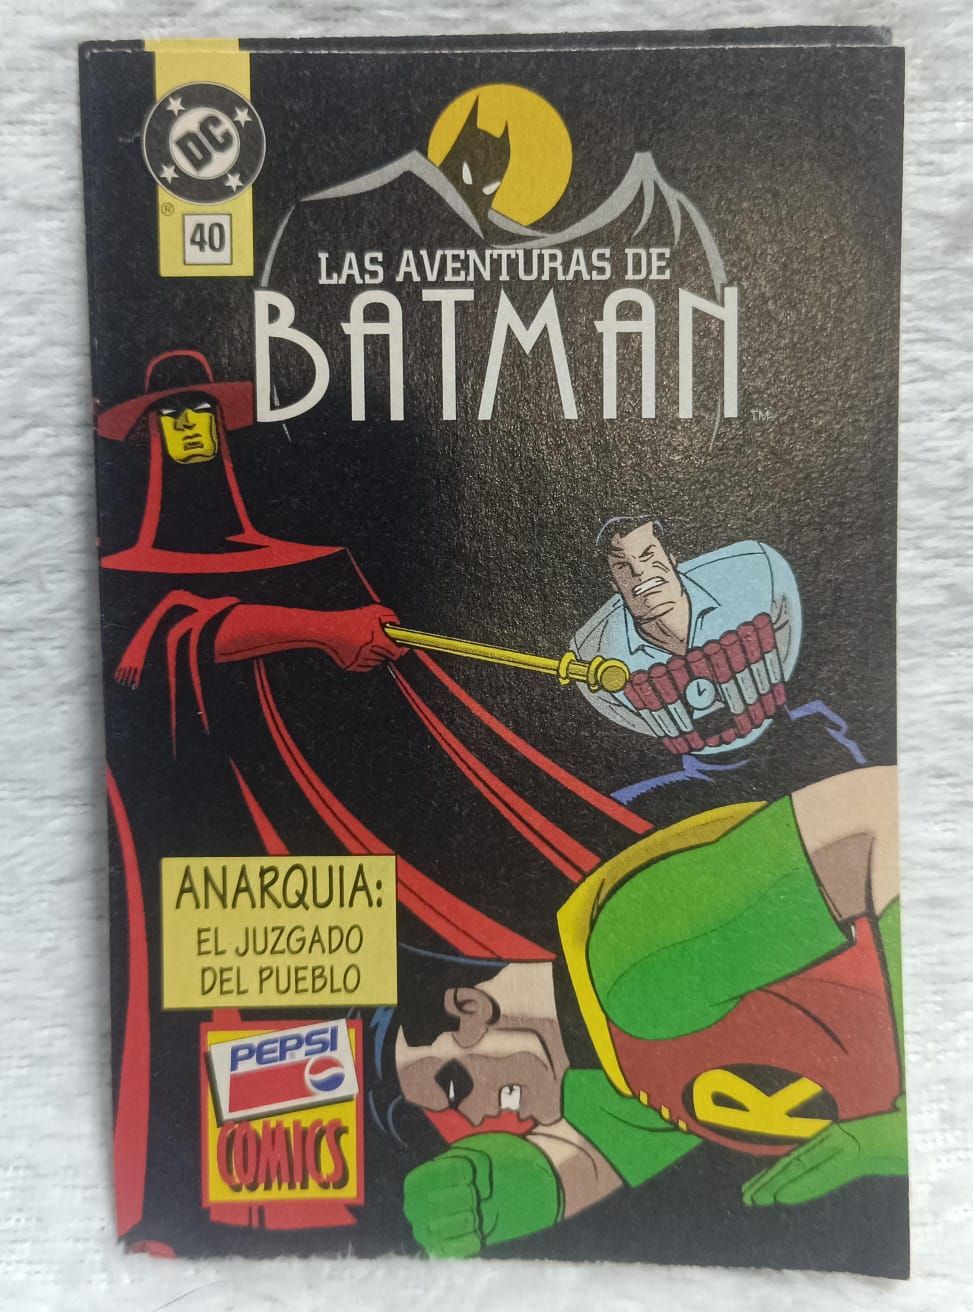 DC
®
40
LAS AVENTURAS DE
BATMAN
TM
ANARQUIA:
EL JUZGADO
DEL PUEBLO
PEPSI
COMICS
R